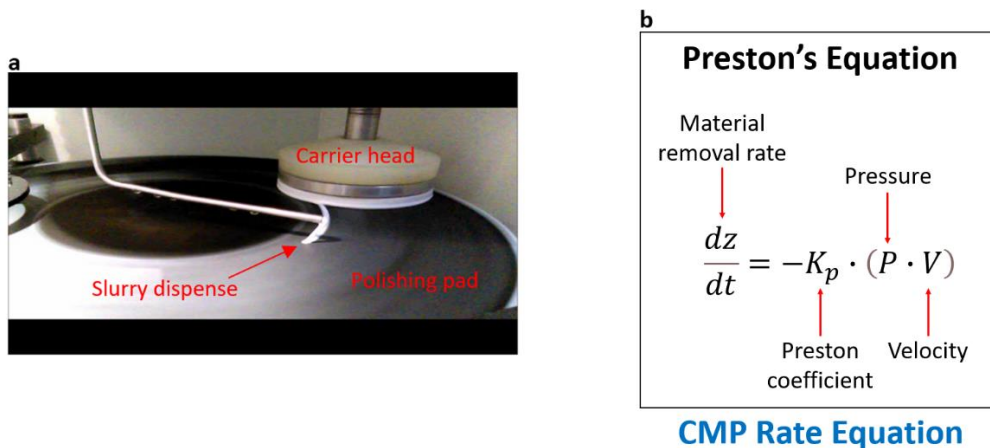 a
Carrier head
Slurry dispense
Polishing pad
b
Preston’s Equation
Material
removal rate
Pressure
dz/dt = −Kₚ · (P · V)
Preston
coefficient
Velocity
CMP Rate Equation